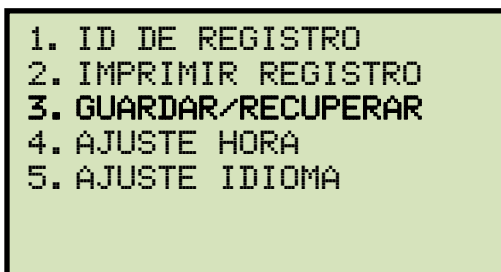 1. ID DE REGISTRO
2. IMPRIMIR REGISTRO
3. GUARDAR/RECUPERAR
4. AJUSTE HORA
5. AJUSTE IDIOMA